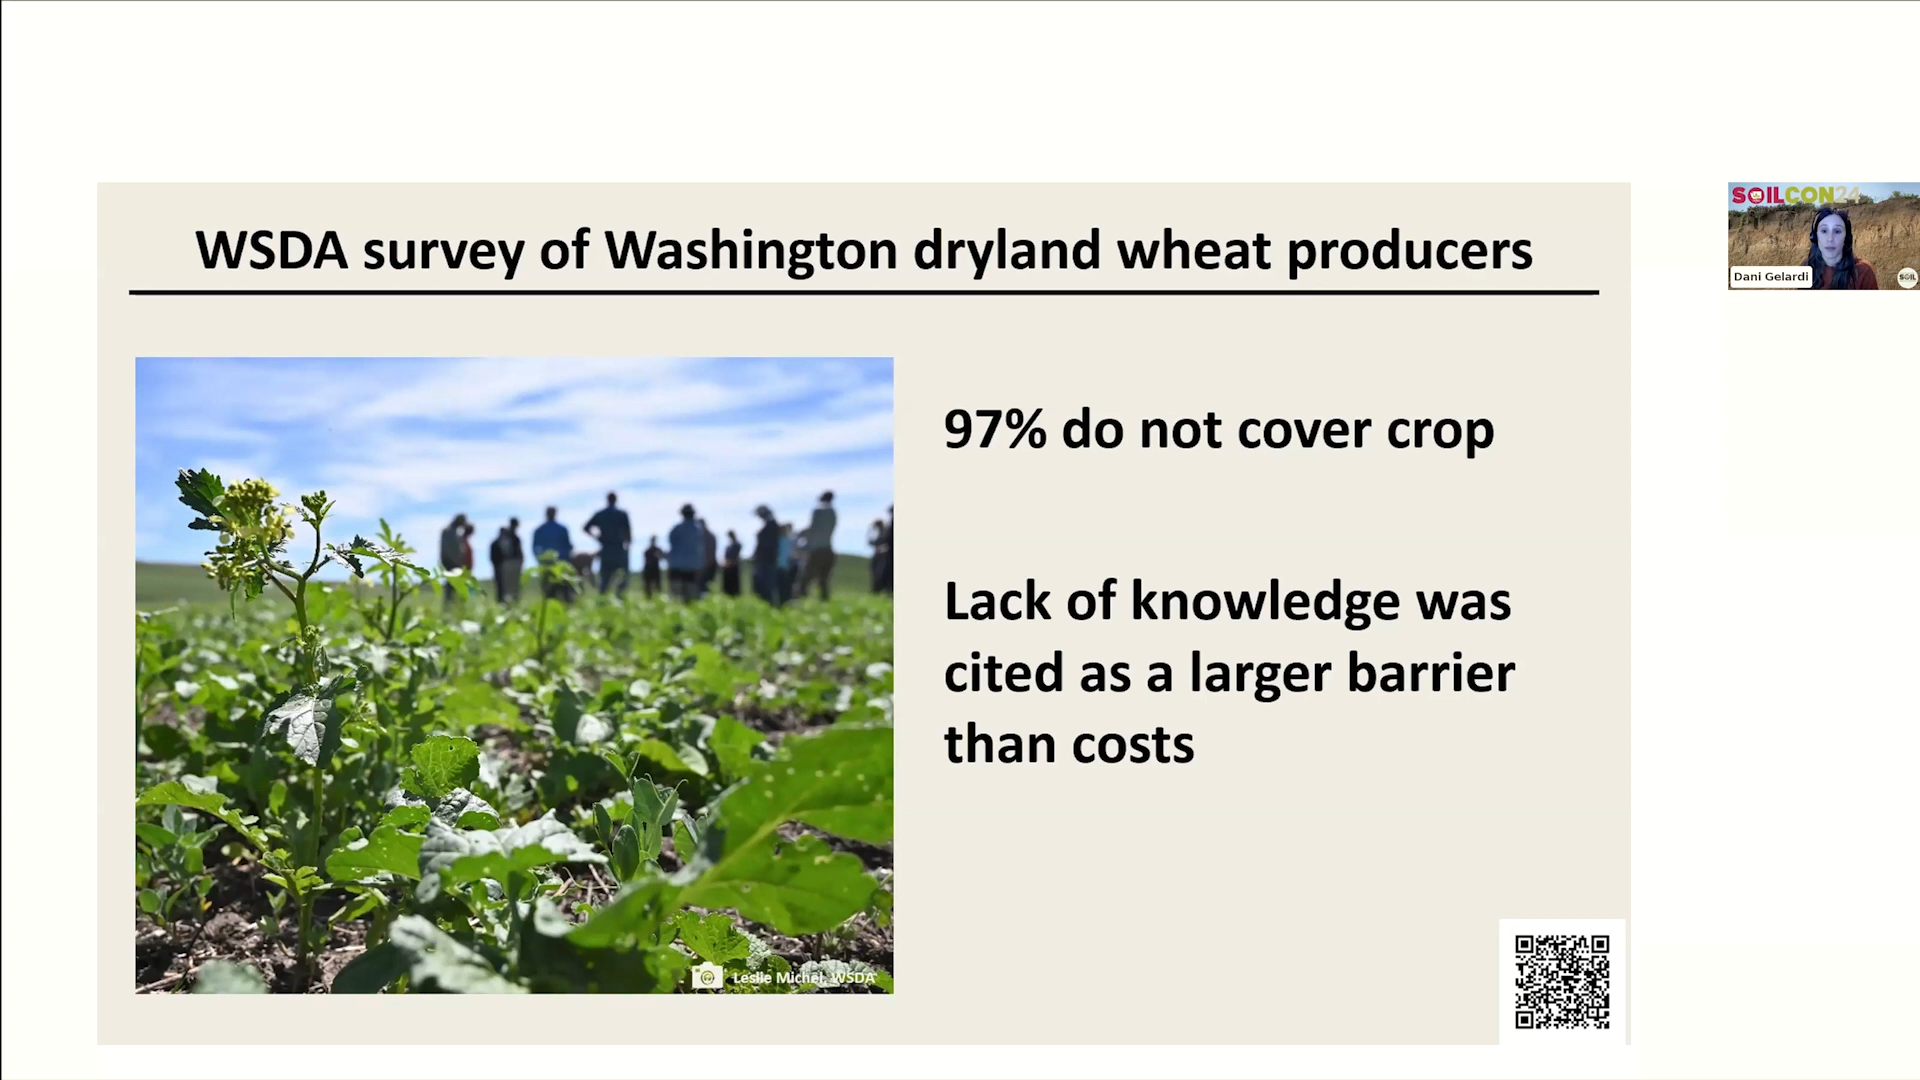 WSDA survey of Washington dryland wheat producers
97% do not cover crop
Lack of knowledge was
cited as a larger barrier
than costs
Leslie Michel, WSDA
SOILCON24
Dani Gelardi
SOIL